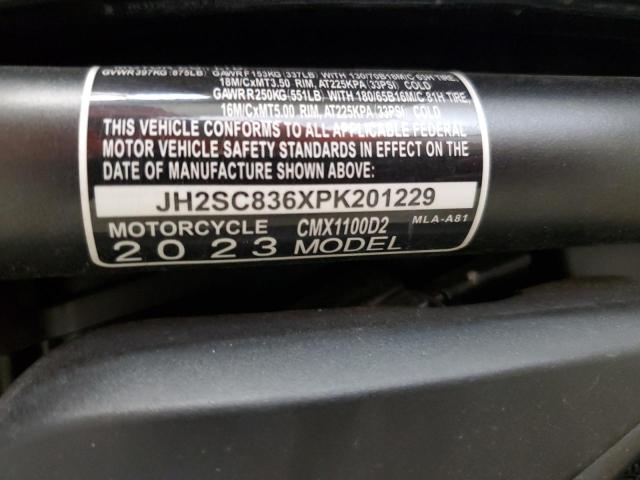 GVWR 397KG (875LB) GAWR F 153KG (337LB) WITH 130/70B18M/C 63H TIRE,
18M/CxMT3.50 RIM, AT225KPA (33PSI) COLD
GAWR R250KG (551LB) WITH 180/65B16M/C 81H TIRE,
16M/CxMT5.00 RIM, AT225KPA (33PSI) COLD
THIS VEHICLE CONFORMS TO ALL APPLICABLE FEDERAL
MOTOR VEHICLE SAFETY STANDARDS IN EFFECT ON THE
DATE OF MANUFACTURE SHOWN ABOVE:
JH2SC836XPK201229
MOTORCYCLE CMX1100D2 MLA-A81
2023 MODEL